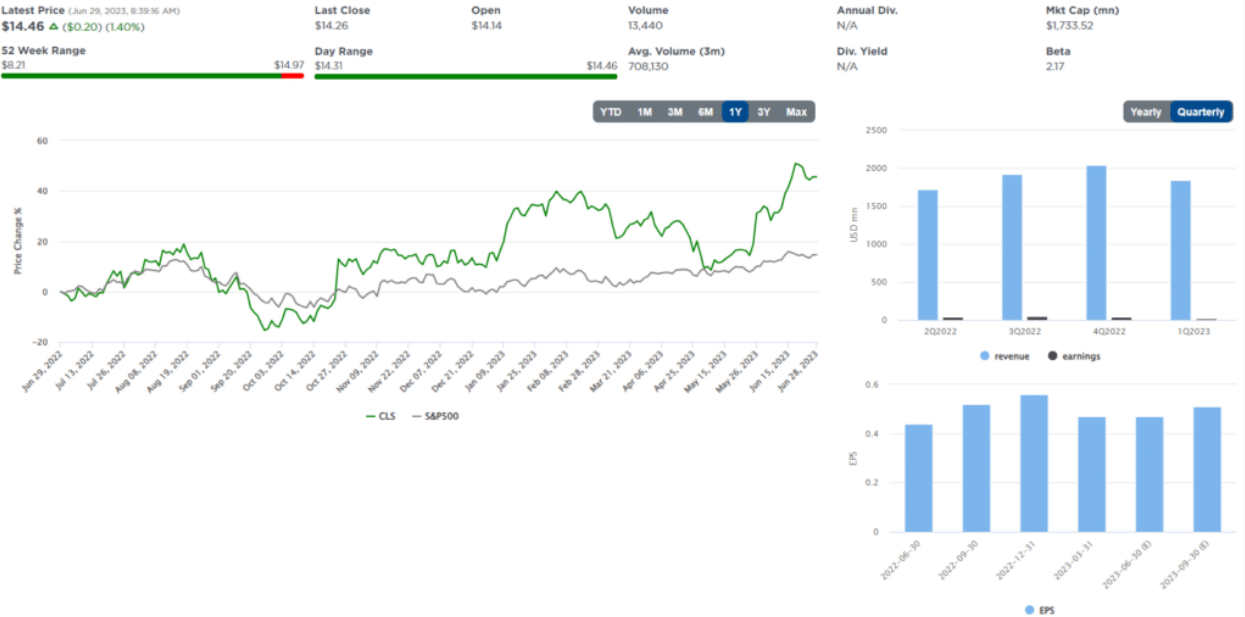 Latest Price (Jun 29, 2023, 8:39:16 AM)
$14.46 ($0.20) (1.40%)
Last Close
$14.26
Open
$14.14
Volume
13,440
Annual Div.
N/A
Mkt Cap (mn)
$1,733.52
52 Week Range
$8.21 $14.97
Day Range
$14.31 $14.46
Avg. Volume (3m)
708,130
Div. Yield
N/A
Beta
2.17
YTD 1M 3M 6M 1Y 3Y Max
Price Change %
60
40
20
0
-20
Jun 29, 2022
Jul 13, 2022
Jul 26, 2022
Aug 08, 2022
Aug 19, 2022
Sep 01, 2022
Sep 20, 2022
Oct 03, 2022
Oct 14, 2022
Oct 27, 2022
Nov 09, 2022
Nov 22, 2022
Dec 07, 2022
Dec 21, 2022
Jan 09, 2023
Jan 25, 2023
Feb 08, 2023
Feb 28, 2023
Mar 21, 2023
Apr 06, 2023
Apr 25, 2023
May 15, 2023
May 26, 2023
Jun 15, 2023
Jun 28, 2023
CLS S&P500
Yearly Quarterly
USD mn
2500
2000
1500
1000
500
0
2Q2022 3Q2022 4Q2022 1Q2023
revenue earnings
EPS
0.6
0.4
0.2
0
2022-06-30
2022-09-30
2022-12-31
2023-03-31
2023-06-30 (E)
2023-09-30 (E)
EPS